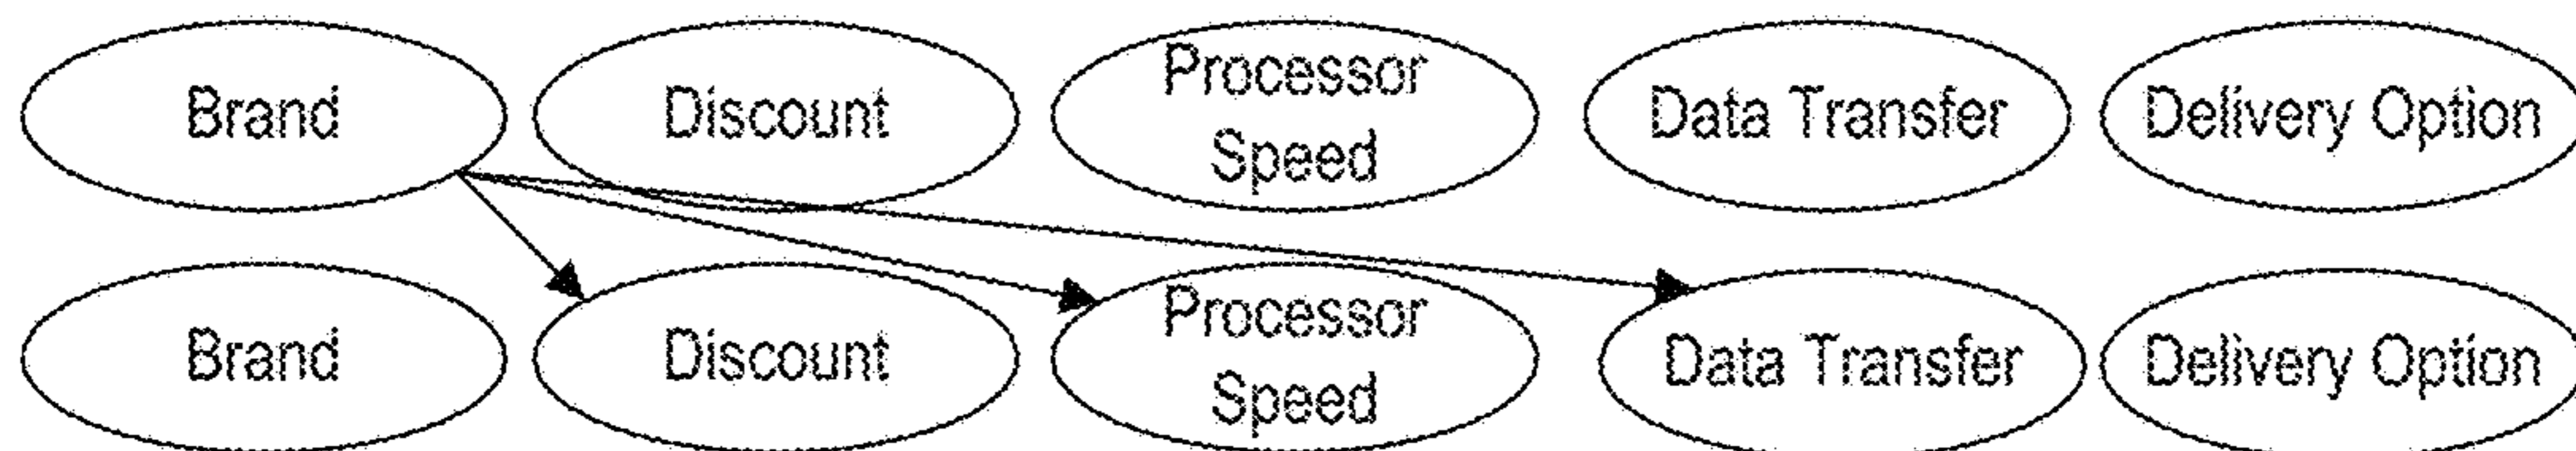 Brand
Discount
Processor
Speed
Data Transfer
Delivery Option
Brand
Discount
Processor
Speed
Data Transfer
Delivery Option